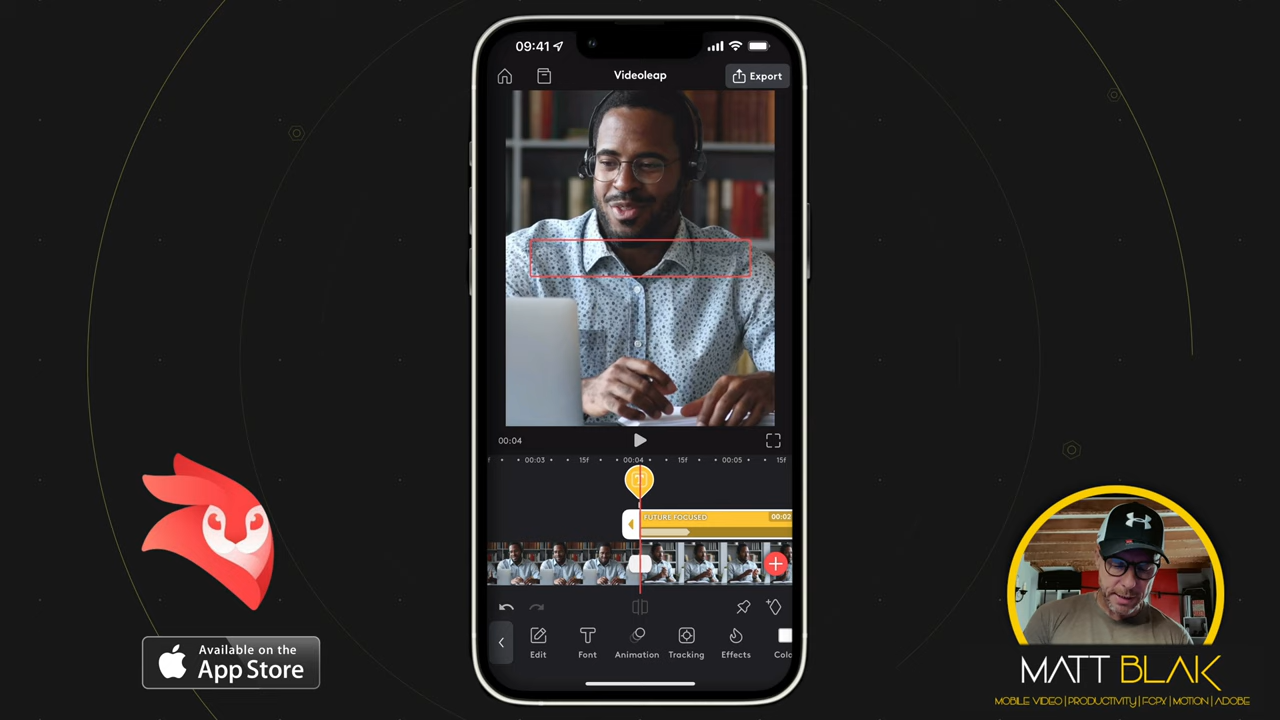 09:41
Videoleap
Export
00:04
00:03
15f
00:04
15f
00:05
15f
FUTURE FOCUSED
00:02
Edit
Font
Animation
Tracking
Effects
Colo
Available on the
App Store
MATT BLAK
MOBILE VIDEO | PRODUCTIVITY | FCPX | MOTION | ADOBE